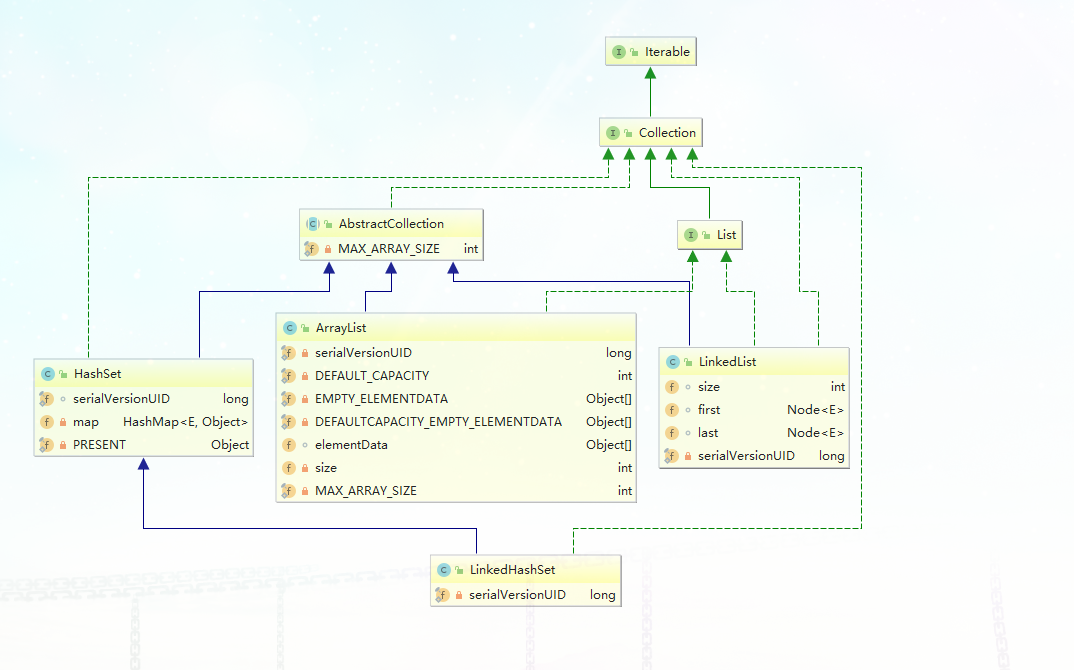 Iterable
Collection
AbstractCollection
MAX_ARRAY_SIZE int
List
ArrayList
serialVersionUID long
DEFAULT_CAPACITY int
EMPTY_ELEMENTDATA Object[]
DEFAULTCAPACITY_EMPTY_ELEMENTDATA Object[]
elementData Object[]
size int
MAX_ARRAY_SIZE int
HashSet
serialVersionUID long
map HashMap<E, Object>
PRESENT Object
LinkedList
size int
first Node<E>
last Node<E>
serialVersionUID long
LinkedHashSet
serialVersionUID long